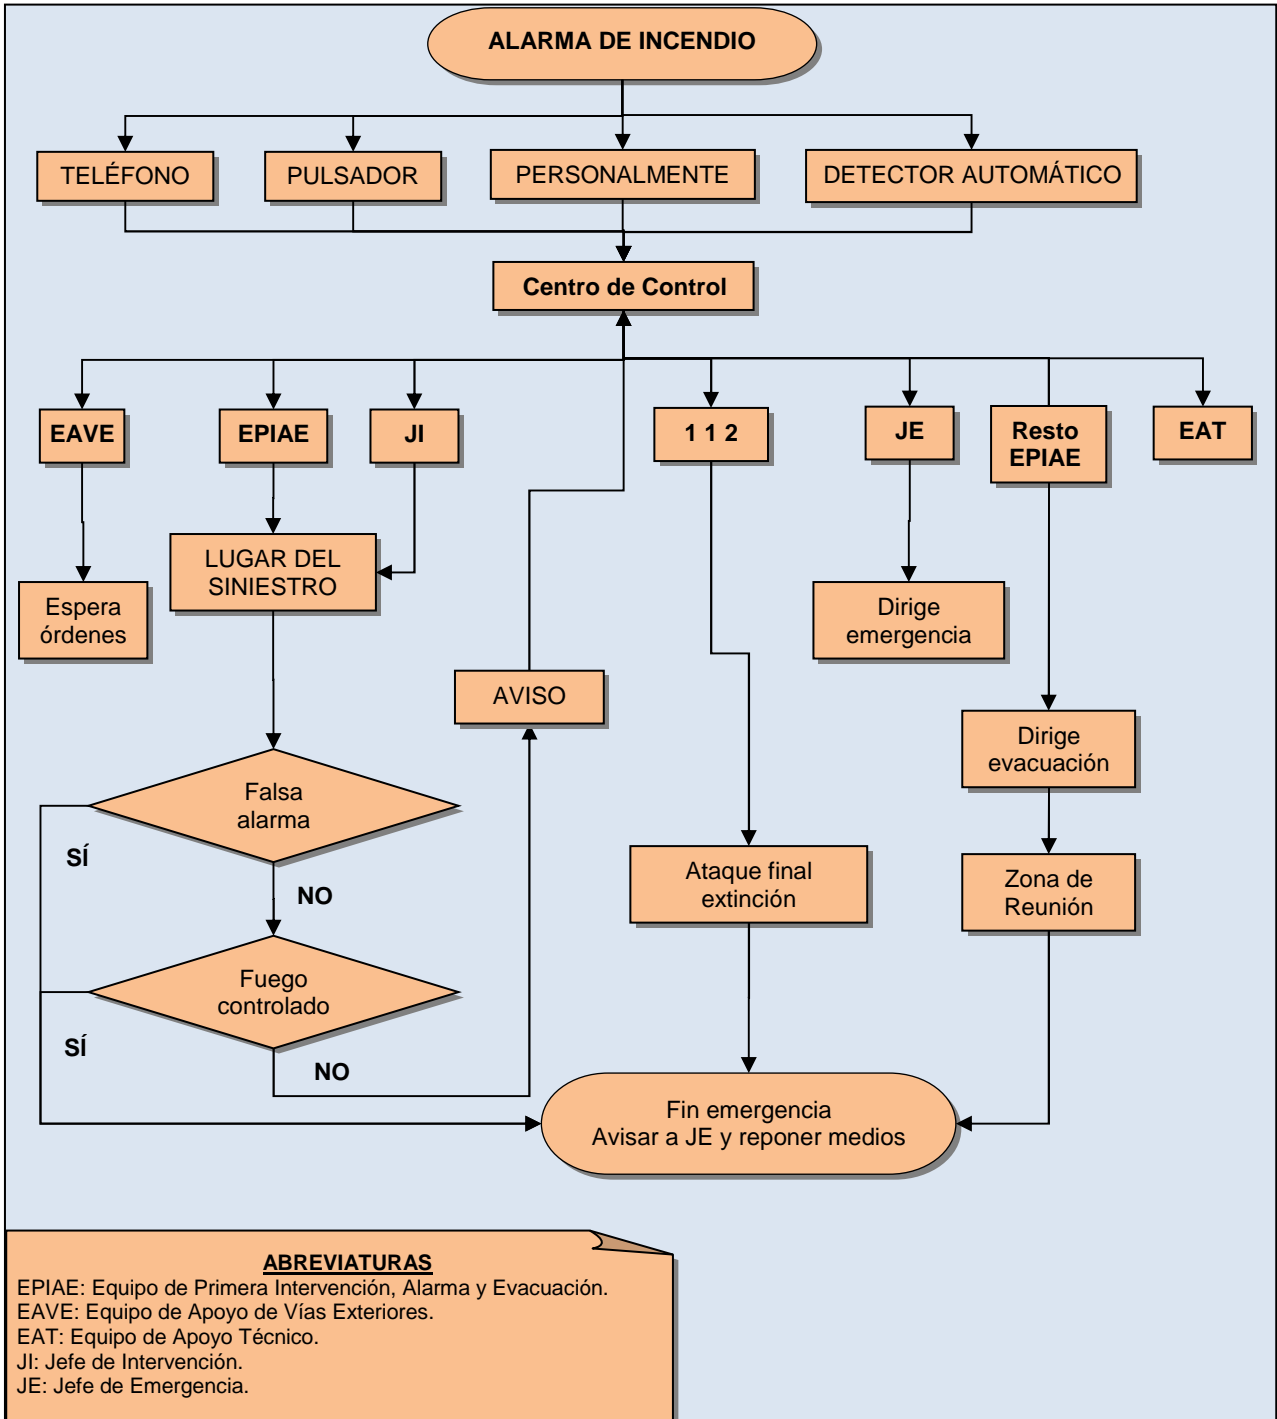 ALARMA DE INCENDIO
TELÉFONO
PULSADOR
PERSONALMENTE
DETECTOR AUTOMÁTICO
Centro de Control
EAVE
EPIAE
JI
1 1 2
JE
Resto
EPIAE
EAT
LUGAR DEL
SINIESTRO
Espera
órdenes
Dirige
emergencia
AVISO
Dirige
evacuación
Falsa
alarma
SÍ
NO
Ataque final
extinción
Zona de
Reunión
Fuego
controlado
SÍ
NO
Fin emergencia
Avisar a JE y reponer medios
ABREVIATURAS
EPIAE: Equipo de Primera Intervención, Alarma y Evacuación.
EAVE: Equipo de Apoyo de Vías Exteriores.
EAT: Equipo de Apoyo Técnico.
JI: Jefe de Intervención.
JE: Jefe de Emergencia.